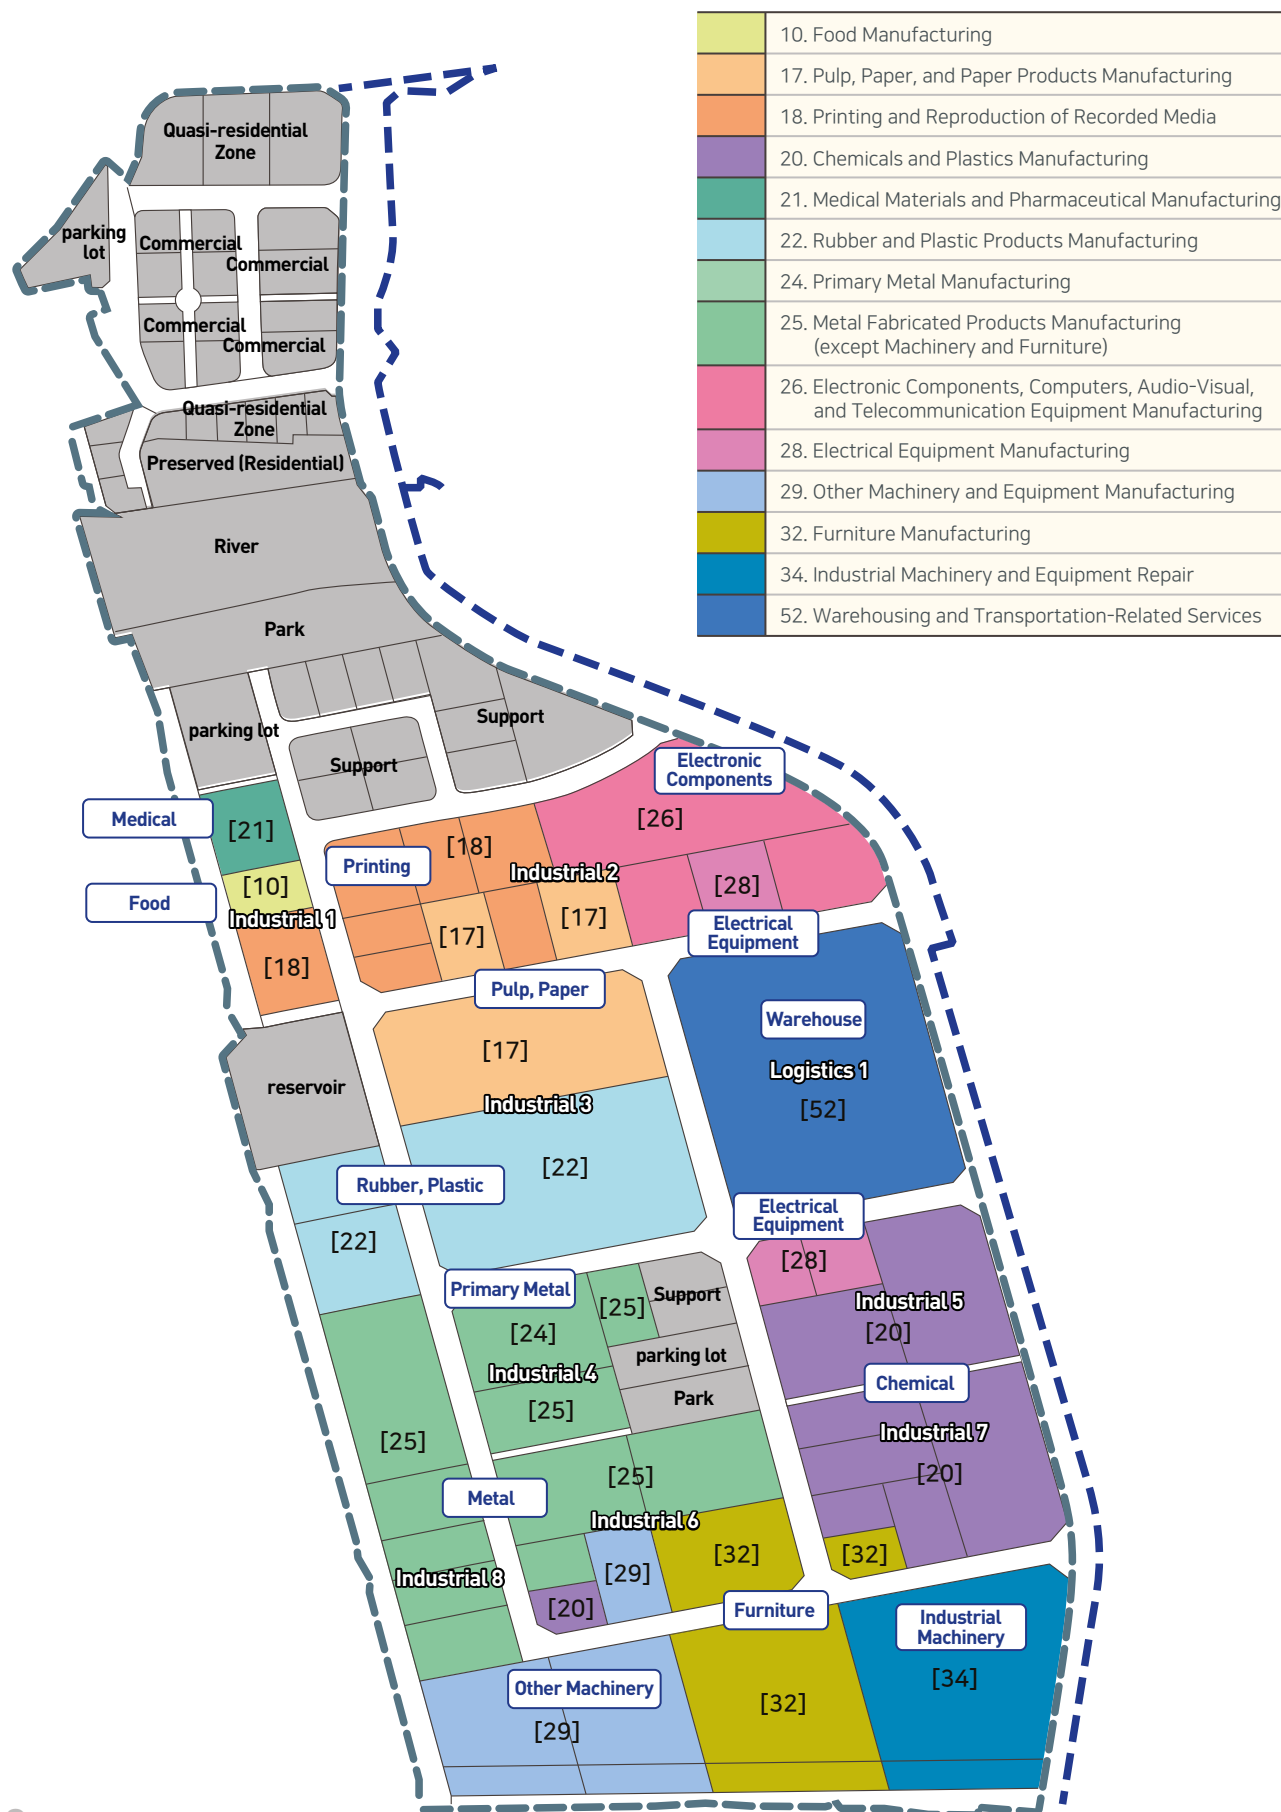 10. Food Manufacturing
17. Pulp, Paper, and Paper Products Manufacturing
18. Printing and Reproduction of Recorded Media
20. Chemicals and Plastics Manufacturing
21. Medical Materials and Pharmaceutical Manufacturing
22. Rubber and Plastic Products Manufacturing
24. Primary Metal Manufacturing
25. Metal Fabricated Products Manufacturing
(except Machinery and Furniture)
26. Electronic Components, Computers, Audio-Visual,
and Telecommunication Equipment Manufacturing
28. Electrical Equipment Manufacturing
29. Other Machinery and Equipment Manufacturing
32. Furniture Manufacturing
34. Industrial Machinery and Equipment Repair
52. Warehousing and Transportation-Related Services
Quasi-residential
Zone
parking
lot
Commercial
Commercial
Commercial
Commercial
Quasi-residential
Zone
Preserved (Residential)
River
Park
parking lot
Support
Support
Electronic
Components
Medical
[21]
[26]
[18]
Printing
Industrial 2
[10]
[28]
Food
Industrial 1
[17]
[17]
Electrical
Equipment
[18]
Pulp, Paper
Warehouse
[17]
Logistics 1
reservoir
Industrial 3
[52]
[22]
Rubber, Plastic
Electrical
Equipment
[22]
[28]
Primary Metal
Support
[25]
Industrial 5
[24]
[20]
parking lot
Industrial 4
Chemical
Park
[25]
[25]
Industrial 7
[25]
[20]
Metal
Industrial 6
[32]
[32]
[29]
Industrial 8
[20]
Furniture
Industrial
Machinery
[34]
Other Machinery
[32]
[29]